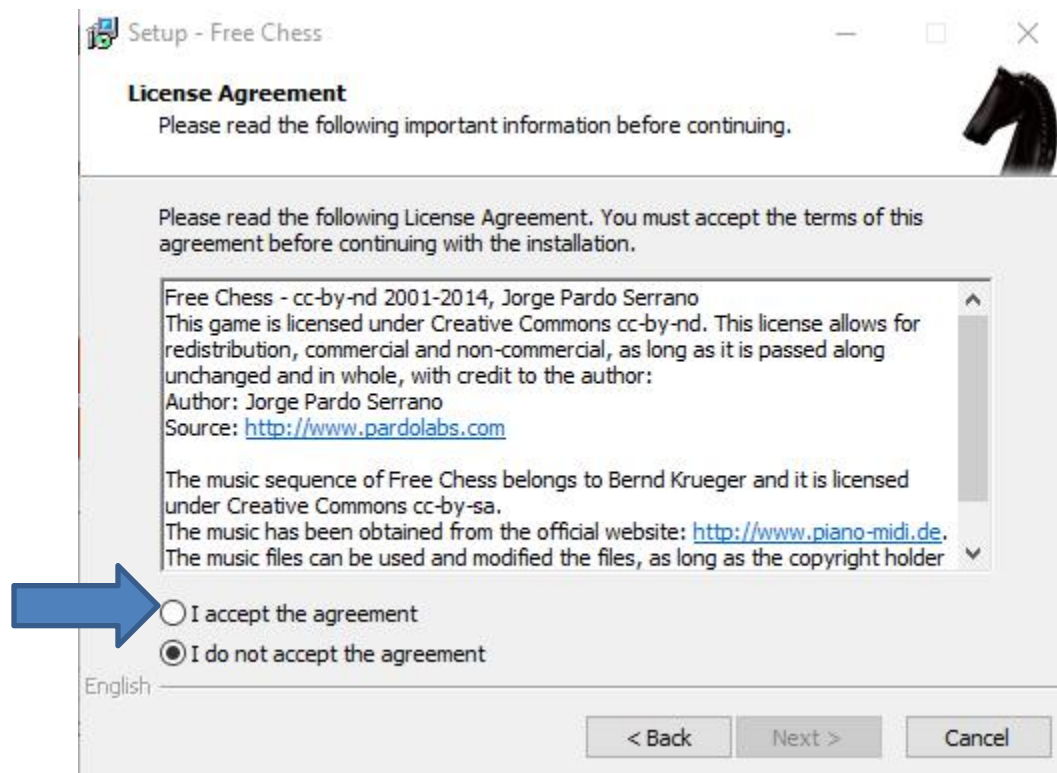 Setup - Free Chess
License Agreement
Please read the following important information before continuing.
Please read the following License Agreement. You must accept the terms of this
agreement before continuing with the installation.
Free Chess - cc-by-nd 2001-2014, Jorge Pardo Serrano
This game is licensed under Creative Commons cc-by-nd. This license allows for
redistribution, commercial and non-commercial, as long as it is passed along
unchanged and in whole, with credit to the author:
Author: Jorge Pardo Serrano
Source: http://www.pardolabs.com
The music sequence of Free Chess belongs to Bernd Krueger and it is licensed
under Creative Commons cc-by-sa.
The music has been obtained from the official website: http://www.piano-midi.de.
The music files can be used and modified the files, as long as the copyright holder
I accept the agreement
I do not accept the agreement
English
< Back Next > Cancel